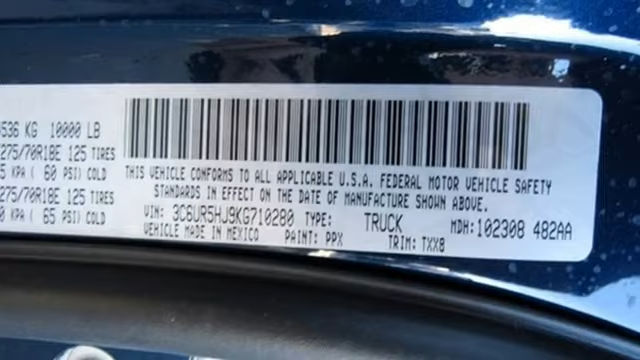 536 KG 10000 LB
275/70R18E 125 TIRES
5 KPA ( 60 PSI) COLD
275/70R18E 125 TIRES
0 KPA ( 65 PSI) COLD
THIS VEHICLE CONFORMS TO ALL APPLICABLE U.S.A. FEDERAL MOTOR VEHICLE SAFETY
STANDARDS IN EFFECT ON THE DATE OF MANUFACTURE SHOWN ABOVE.
VIN: 3C6UR5HJ9KG710280 TYPE: TRUCK MDH: 102308 482AA
VEHICLE MADE IN MEXICO PAINT: PPX TRIM: TXX8